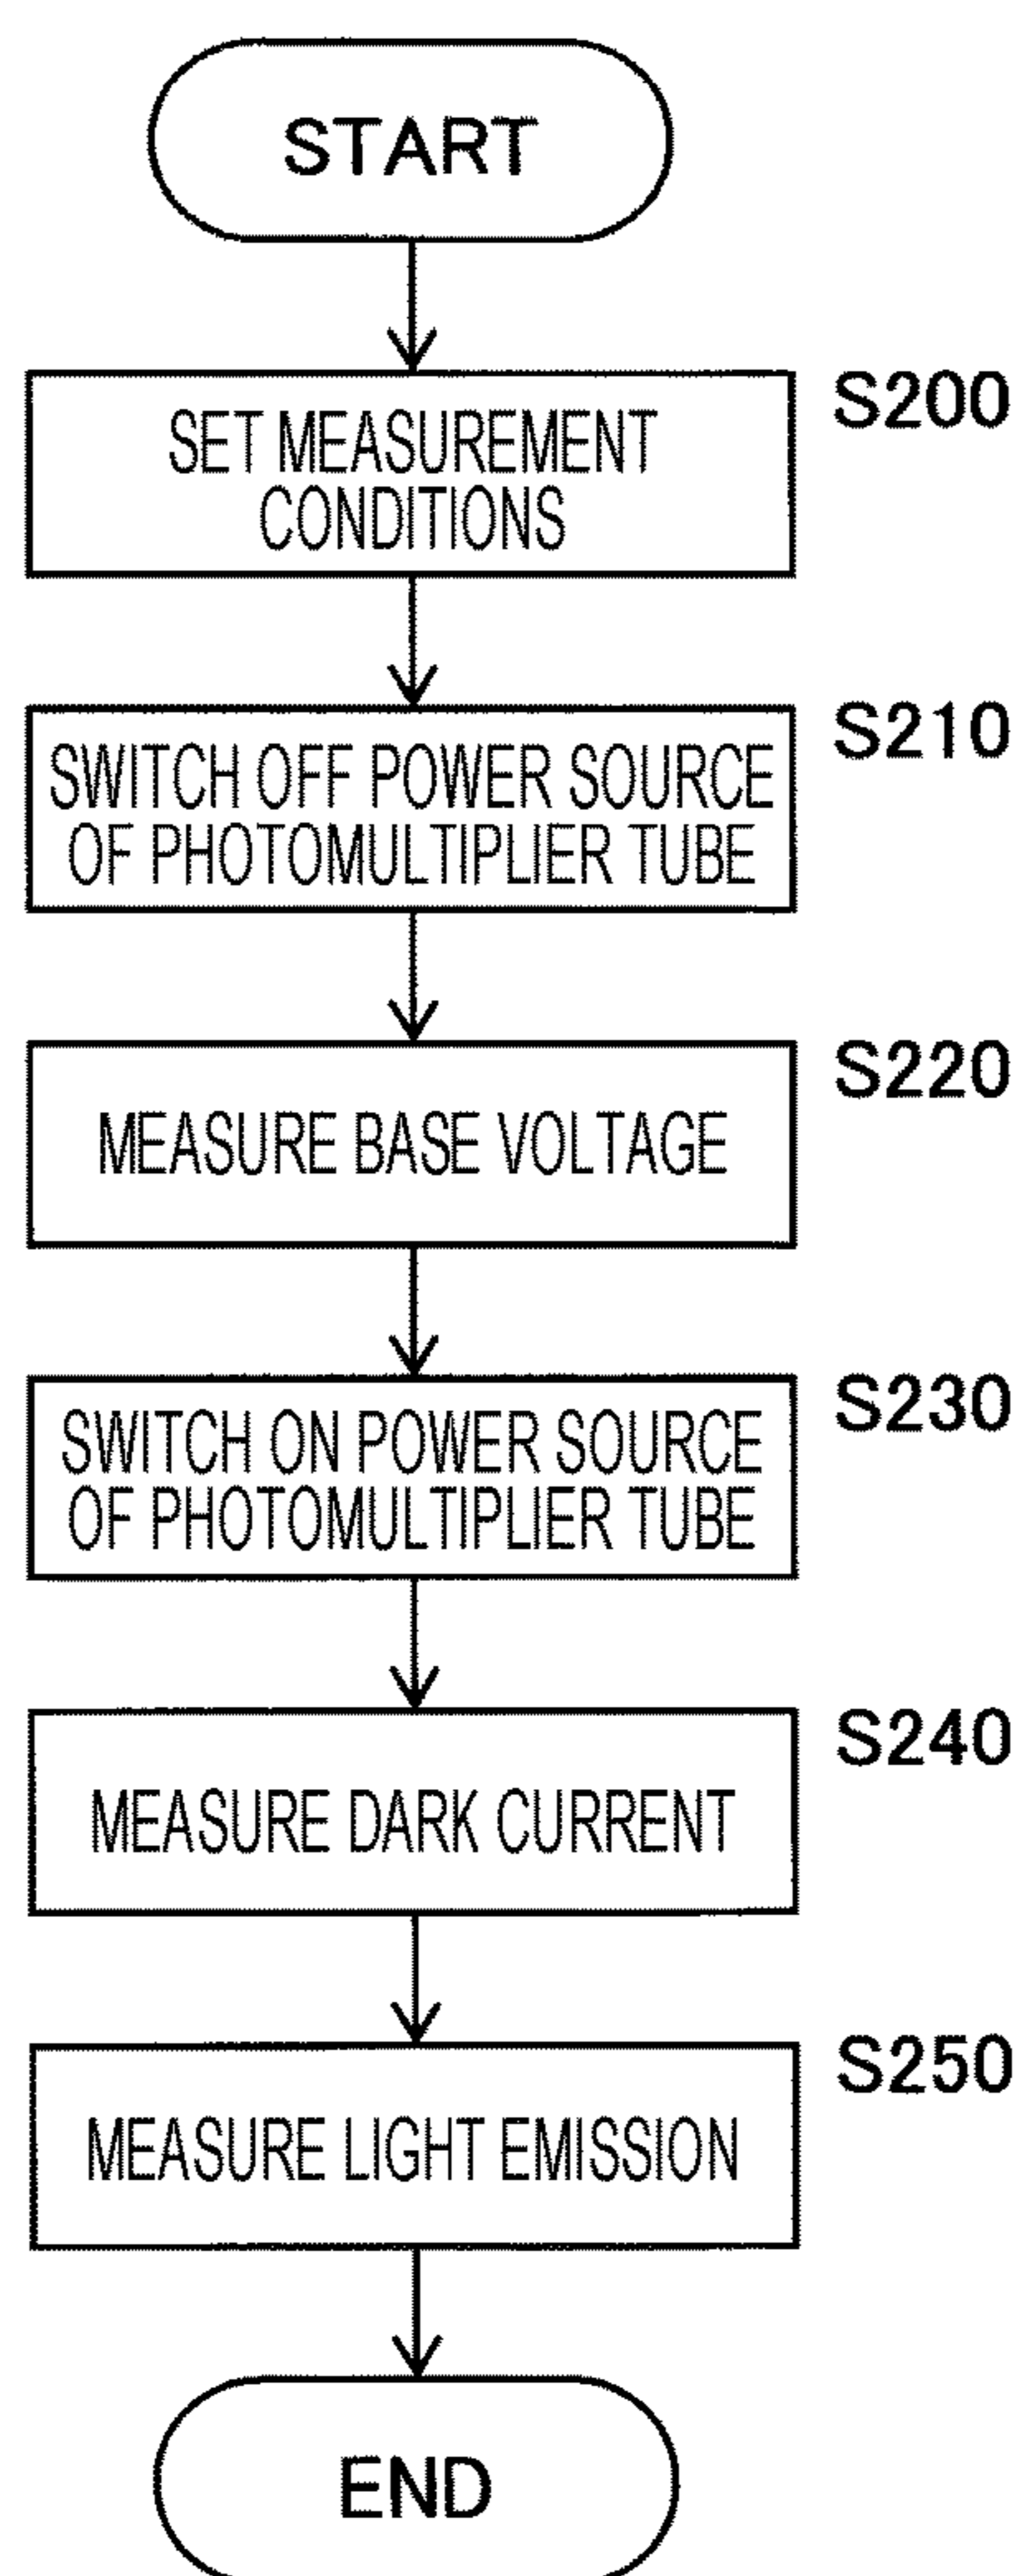 START
S200
SET MEASUREMENT
CONDITIONS
S210
SWITCH OFF POWER SOURCE
OF PHOTOMULTIPLIER TUBE
S220
MEASURE BASE VOLTAGE
S230
SWITCH ON POWER SOURCE
OF PHOTOMULTIPLIER TUBE
S240
MEASURE DARK CURRENT
S250
MEASURE LIGHT EMISSION
END